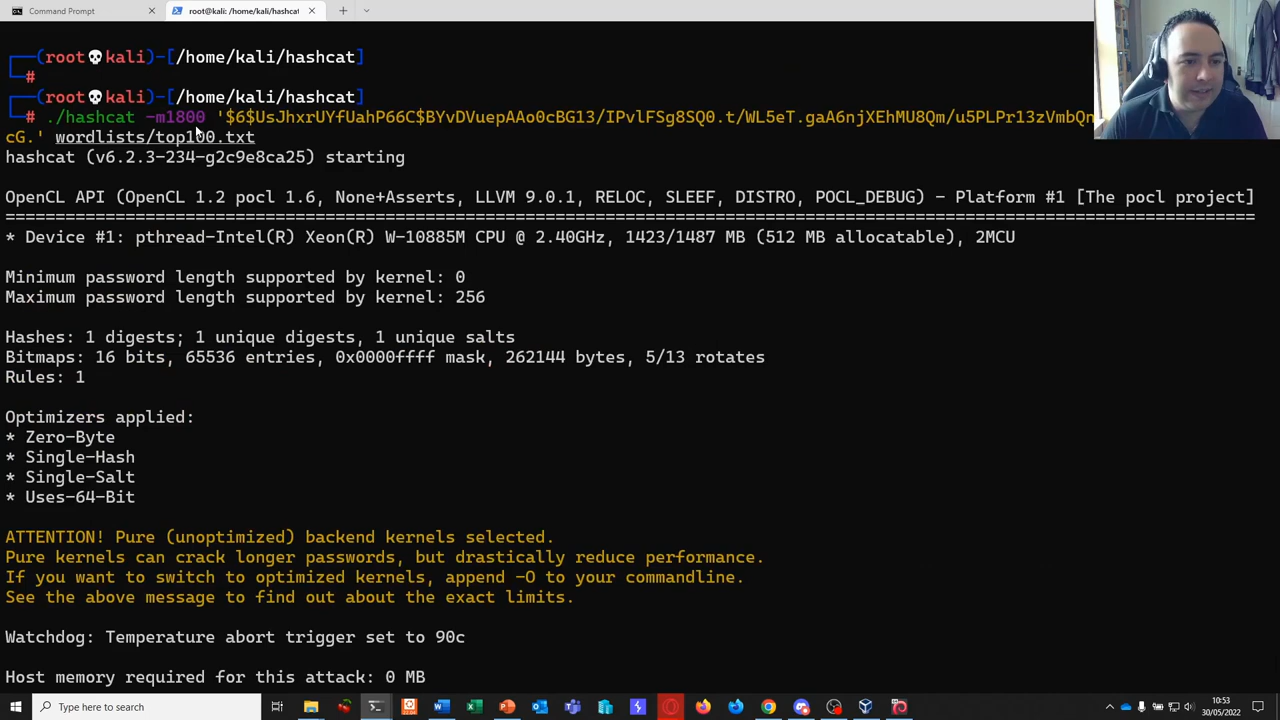 Command Prompt
root@kali: /home/kali/hashcat
┌──(root💀kali)-[/home/kali/hashcat]
└─#
┌──(root💀kali)-[/home/kali/hashcat]
└─# ./hashcat -m1800 '$6$UsJhxrUYfUahP66C$BYvDVuepAAo0cBG13/IPvlFSg8SQ0.t/WL5eT.gaA6njXEhMU8Qm/u5PLPr13zVmbQn
cG.' wordlists/top100.txt
hashcat (v6.2.3-234-g2c9e8ca25) starting
OpenCL API (OpenCL 1.2 pocl 1.6, None+Asserts, LLVM 9.0.1, RELOC, SLEEF, DISTRO, POCL_DEBUG) - Platform #1 [The pocl project]
=============================================================================================================================
* Device #1: pthread-Intel(R) Xeon(R) W-10885M CPU @ 2.40GHz, 1423/1487 MB (512 MB allocatable), 2MCU
Minimum password length supported by kernel: 0
Maximum password length supported by kernel: 256
Hashes: 1 digests; 1 unique digests, 1 unique salts
Bitmaps: 16 bits, 65536 entries, 0x0000ffff mask, 262144 bytes, 5/13 rotates
Rules: 1
Optimizers applied:
* Zero-Byte
* Single-Hash
* Single-Salt
* Uses-64-Bit
ATTENTION! Pure (unoptimized) backend kernels selected.
Pure kernels can crack longer passwords, but drastically reduce performance.
If you want to switch to optimized kernels, append -O to your commandline.
See the above message to find out about the exact limits.
Watchdog: Temperature abort trigger set to 90c
Host memory required for this attack: 0 MB
Type here to search
10:53
30/05/2022